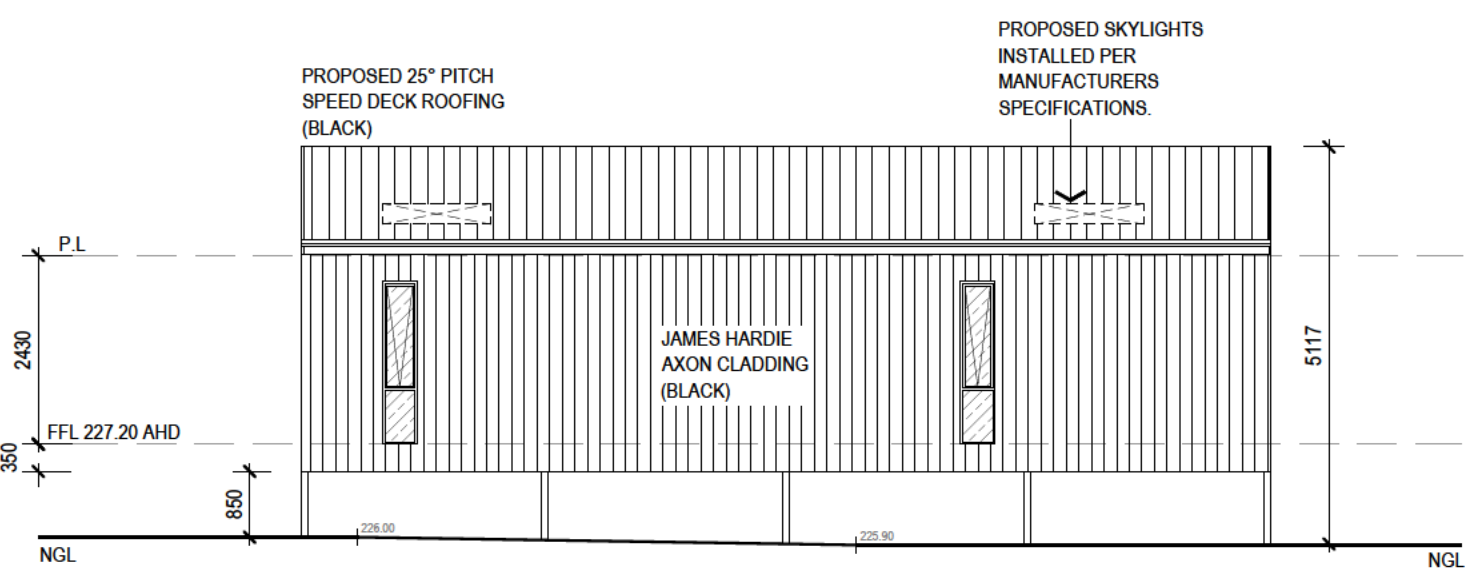 PROPOSED SKYLIGHTS
INSTALLED PER
MANUFACTURERS
SPECIFICATIONS.
PROPOSED 25° PITCH
SPEED DECK ROOFING
(BLACK)
P.L
2430
5117
JAMES HARDIE
AXON CLADDING
(BLACK)
FFL 227.20 AHD
350
850
226.00
225.90
NGL
NGL